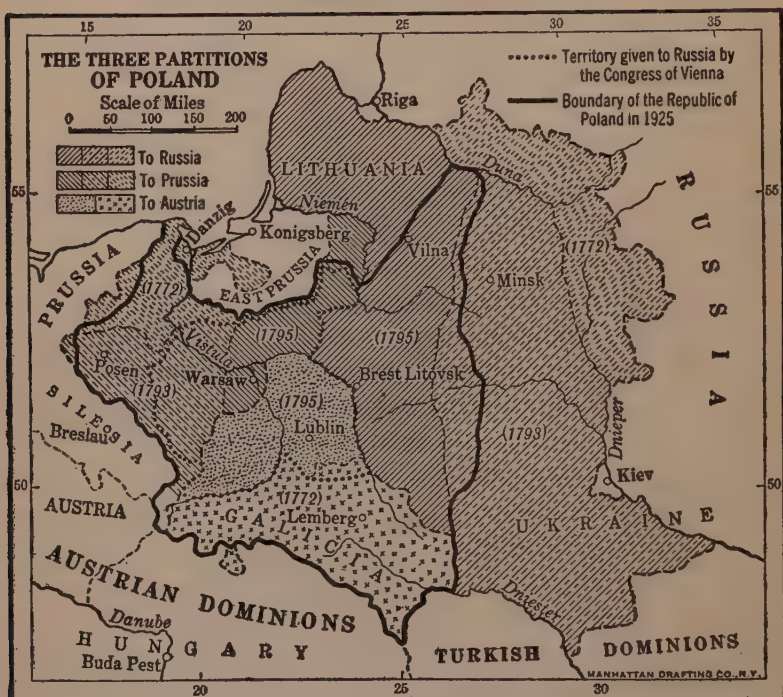 15 20 25 30 35
THE THREE PARTITIONS
OF POLAND
Scale of Miles
0 50 100 150 200
To Russia
To Prussia
To Austria
Territory given to Russia by
the Congress of Vienna
Boundary of the Republic of
Poland in 1925
Riga
LITHUANIA
Duna
55
55
Niemen
Danzig
Konigsberg
Vilna
RUSSIA
(1772)
EAST PRUSSIA
Minsk
PRUSSIA
(1772)
Vistula
(1795)
(1795)
Posen
Warsaw
Brest Litovsk
(1793)
(1795)
Dnieper
SILESIA
Breslau
Lublin
(1793)
Kiev
50
50
(1772)
AUSTRIA
Lemberg
GALICIA
UKRAINE
AUSTRIAN DOMINIONS
Dniester
Danube
HUNGARY
Buda Pest
TURKISH DOMINIONS
MANHATTAN DRAFTING CO., N.Y.
20 25 30